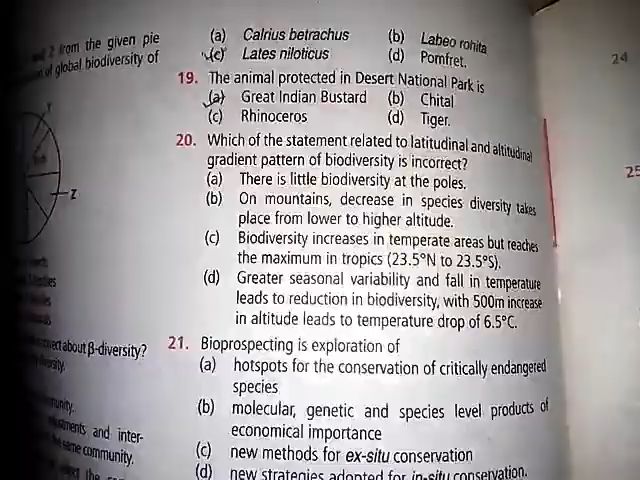 2 from the given pie
of global biodiversity of
Z
about β-diversity?
and inter-
same community.
(a) Calrius betrachus (b) Labeo rohita
(c) Lates niloticus (d) Pomfret.
19. The animal protected in Desert National Park is
(a) Great Indian Bustard (b) Chital
(c) Rhinoceros (d) Tiger.
20. Which of the statement related to latitudinal and altitudinal
gradient pattern of biodiversity is incorrect?
(a) There is little biodiversity at the poles.
(b) On mountains, decrease in species diversity takes
place from lower to higher altitude.
(c) Biodiversity increases in temperate areas but reaches
the maximum in tropics (23.5°N to 23.5°S).
(d) Greater seasonal variability and fall in temperature
leads to reduction in biodiversity, with 500m increase
in altitude leads to temperature drop of 6.5°C.
21. Bioprospecting is exploration of
(a) hotspots for the conservation of critically endangered
species
(b) molecular, genetic and species level products of
economical importance
(c) new methods for ex-situ conservation
(d) new strategies adopted for in-situ conservation.
24
25